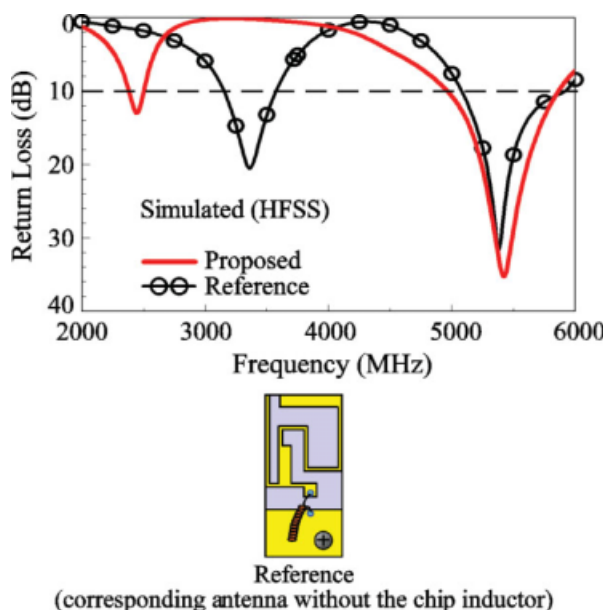 0
10
20
30
40
Return Loss (dB)
Simulated (HFSS)
Proposed
Reference
2000 3000 4000 5000 6000
Frequency (MHz)
Reference
(corresponding antenna without the chip inductor)